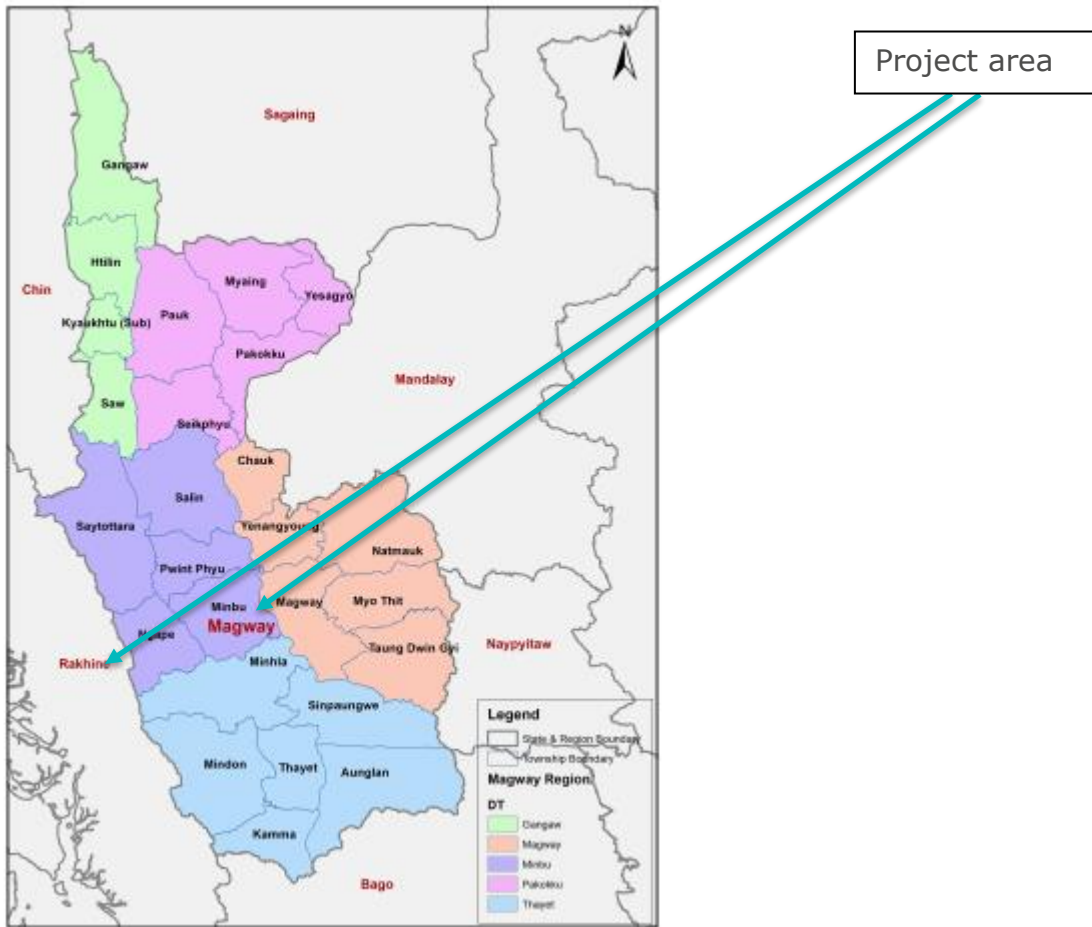 Project area
N
Sagaing
Gangaw
Htilin
Chin
Myaing
Yesagyo
Kyaukhtu (Sub)
Pauk
Pakokku
Mandalay
Saw
Seikphyu
Chauk
Salin
Saytottara
Yenangyoung
Natmauk
Pwint Phyu
Minbu
Magway
Myo Thit
Magway
Ngape
Taung Dwin Gyi
Naypyitaw
Rakhine
Minhla
Sinpaungwe
Legend
State & Region Boundary
Township Boundary
Mindon
Thayet
Aunglan
Magway Region
DT
Gangaw
Magway
Kamma
Minbu
Pakokku
Bago
Thayet